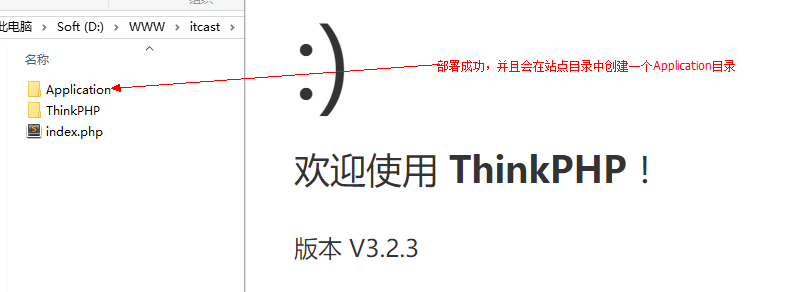 此电脑 > Soft (D:) > WWW > itcast >
名称
Application
ThinkPHP
index.php
:)
部署成功，并且会在站点目录中创建一个Application目录
欢迎使用 ThinkPHP！
版本 V3.2.3